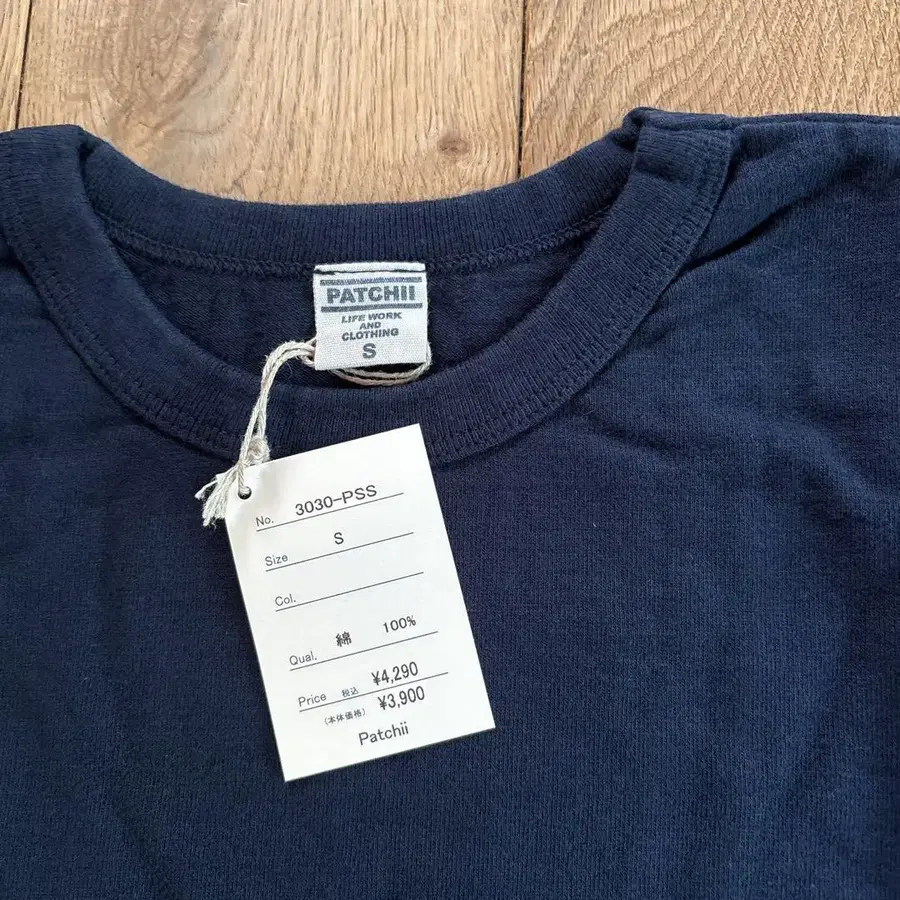 PATCHII
LIFE WORK
AND
CLOTHING
S
No. 3030-PSS
Size S
Col.
Qual. 綿 100%
Price 税込 ¥4,290
(本体価格) ¥3,900
Patchii